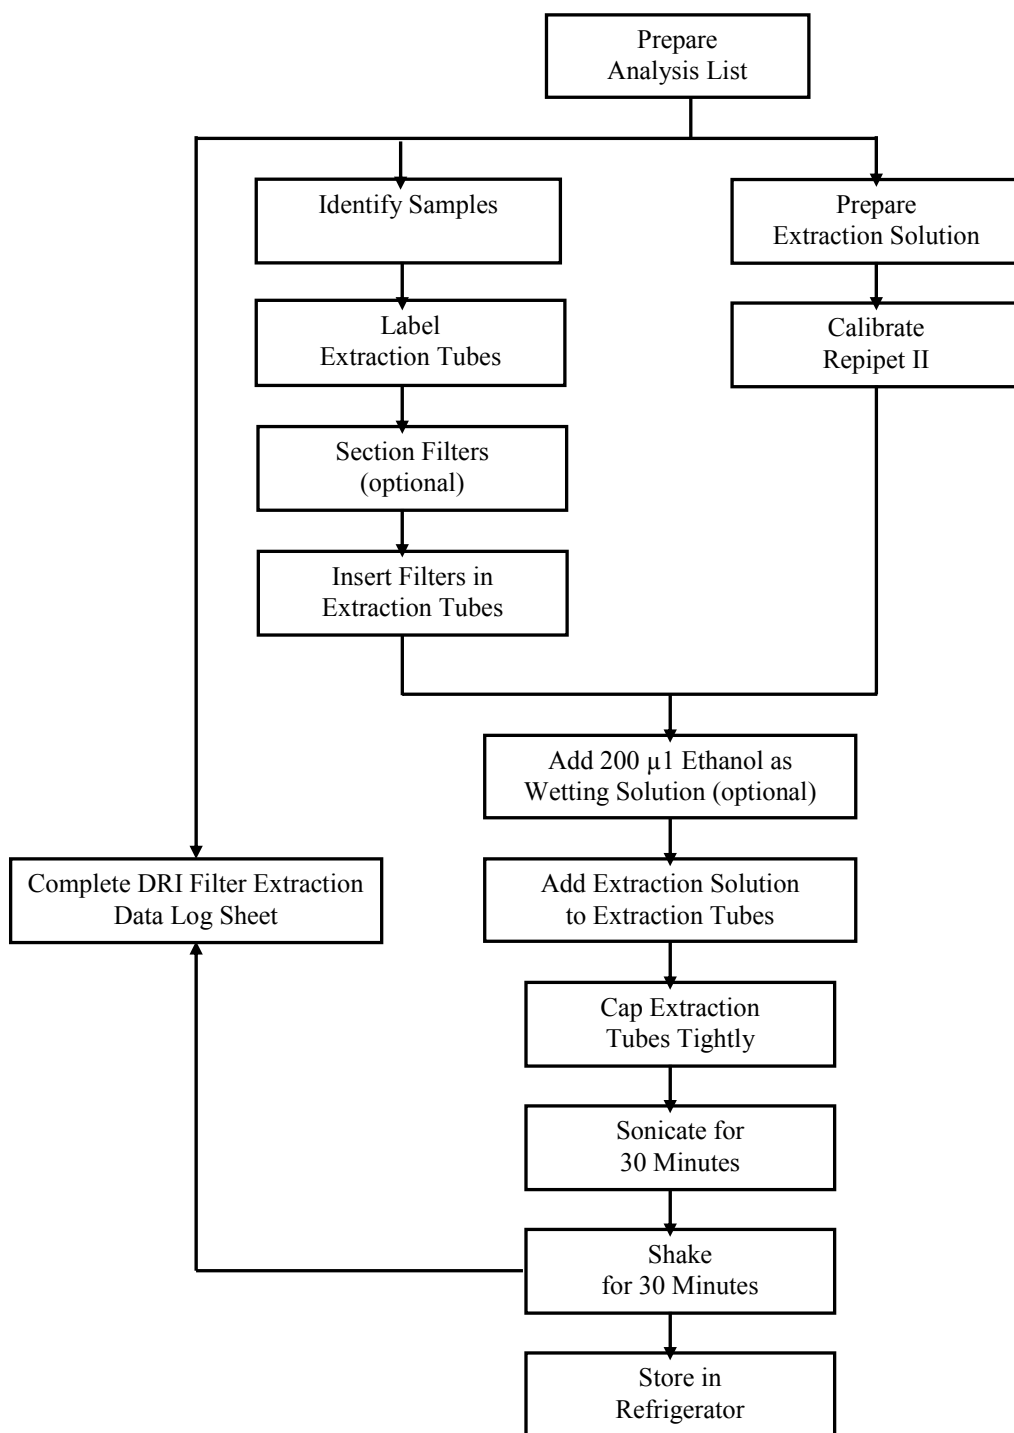 Prepare
Analysis List
Identify Samples
Prepare
Extraction Solution
Label
Extraction Tubes
Calibrate
Repipet II
Section Filters
(optional)
Insert Filters in
Extraction Tubes
Add 200 µ1 Ethanol as
Wetting Solution (optional)
Complete DRI Filter Extraction
Data Log Sheet
Add Extraction Solution
to Extraction Tubes
Cap Extraction
Tubes Tightly
Sonicate for
30 Minutes
Shake
for 30 Minutes
Store in
Refrigerator